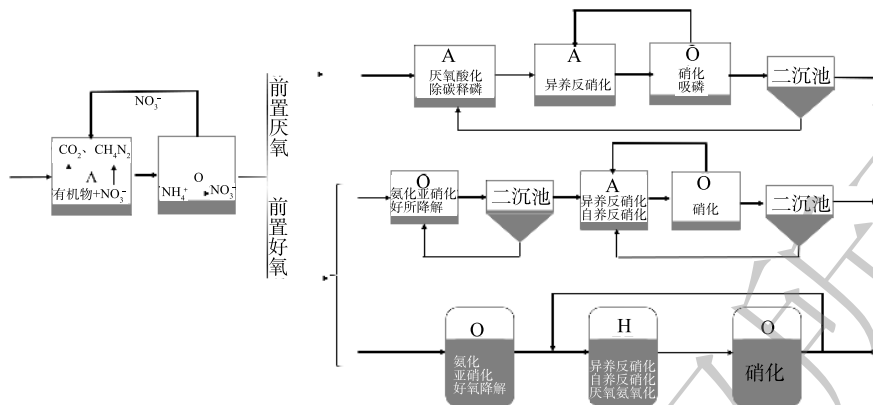 NO₃⁻
CO₂、CH₄N₂
A
有机物+NO₃⁻
O
NH₄⁺
NO₃⁻
前置厌氧
前置好氧
A
厌氧酸化
除碳释磷
A
异养反硝化
O
硝化
吸磷
二沉池
O
氨化亚硝化
好所降解
二沉池
A
异养反硝化
自养反硝化
O
硝化
二沉池
O
氨化
亚硝化
好氧降解
H
异养反硝化
自养反硝化
厌氧氨氧化
O
硝化